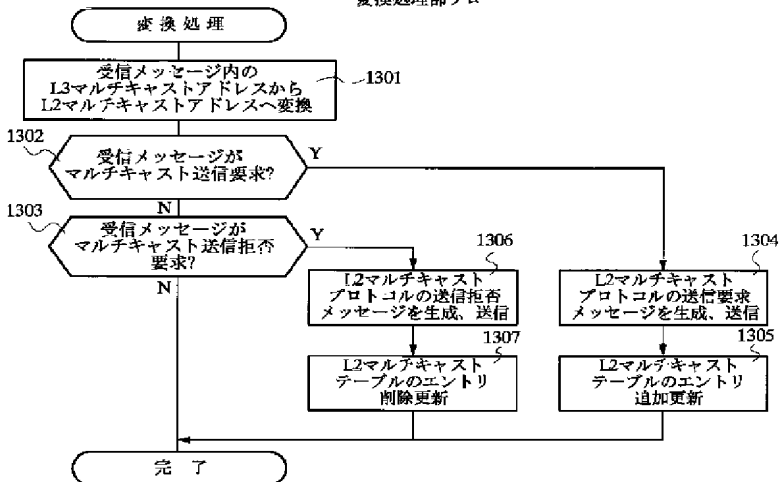 変換処理部フロー
変換処理
受信メッセージ内の
L3マルチキャストアドレスから
L2マルチキャストアドレスへ変換
1301
1302
受信メッセージが
マルチキャスト送信要求?
Y
N
1303
受信メッセージが
マルチキャスト送信拒否
要求?
Y
N
1306
L2マルチキャスト
プロトコルの送信拒否
メッセージを生成、送信
1304
L2マルチキャスト
プロトコルの送信要求
メッセージを生成、送信
1307
L2マルチキャスト
テーブルのエントリ
削除更新
1305
L2マルチキャスト
テーブルのエントリ
追加更新
完了